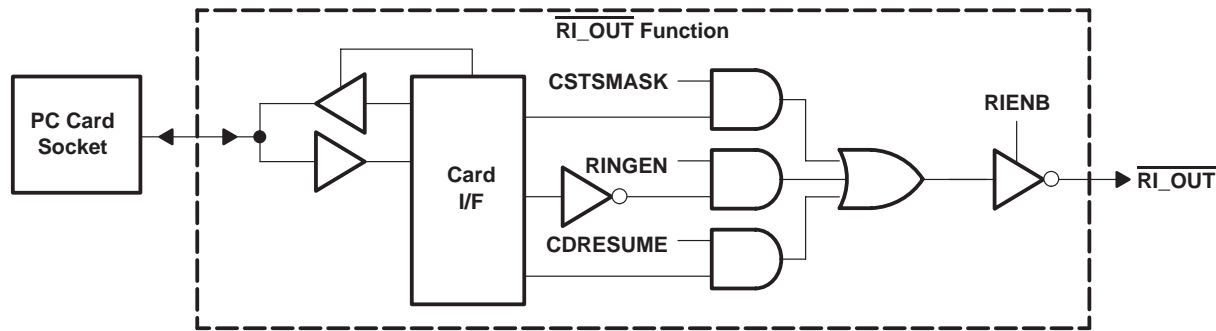 RI_OUT Function
PC Card
Socket
CSTSMASK
RIENB
Card
I/F
RINGEN
RI_OUT
CDRESUME